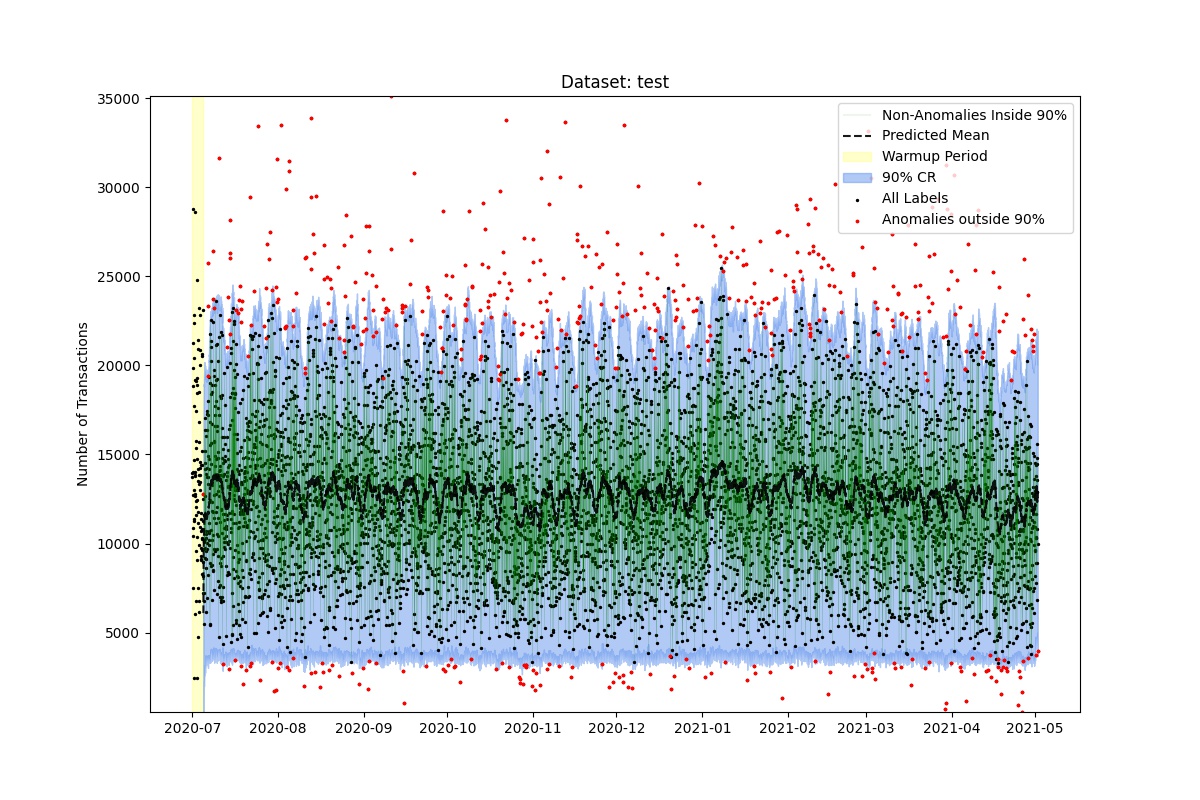 Dataset: test
35000
30000
25000
20000
15000
10000
5000
Number of Transactions
Non-Anomalies Inside 90%
Predicted Mean
Warmup Period
90% CR
All Labels
Anomalies outside 90%
2020-07
2020-08
2020-09
2020-10
2020-11
2020-12
2021-01
2021-02
2021-03
2021-04
2021-05